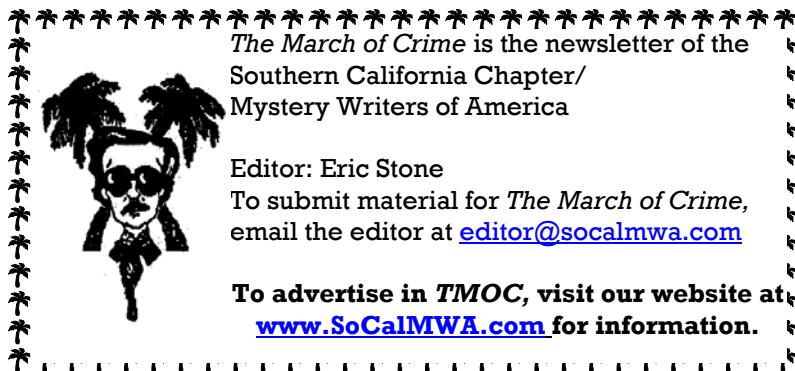 The March of Crime is the newsletter of the
Southern California Chapter/
Mystery Writers of America
Editor: Eric Stone
To submit material for The March of Crime,
email the editor at editor@socalmwa.com
To advertise in TMOC, visit our website at
www.SoCalMWA.com for information.